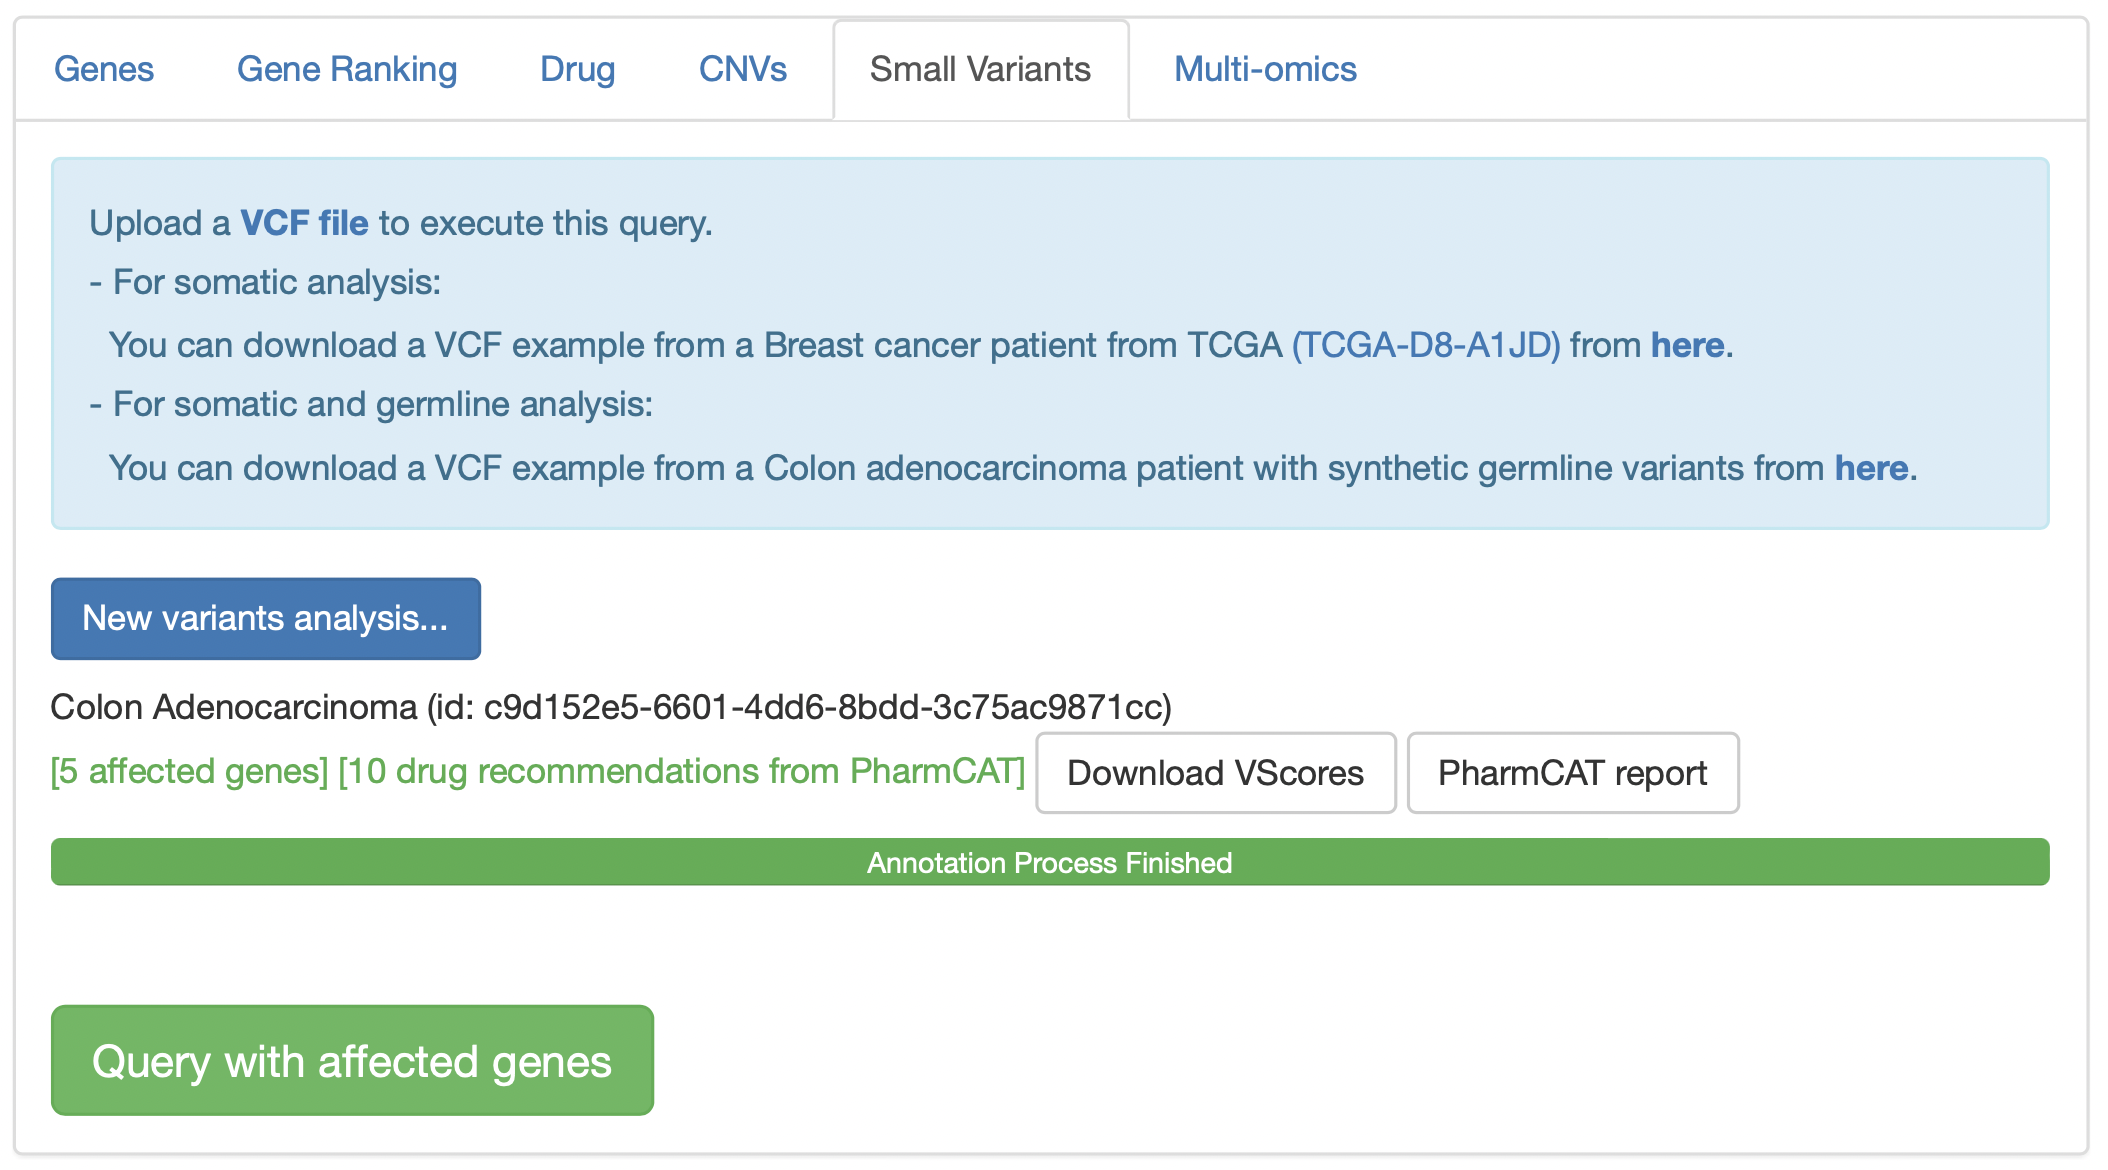 Genes Gene Ranking Drug CNVs Small Variants Multi-omics
Upload a VCF file to execute this query.
- For somatic analysis:
You can download a VCF example from a Breast cancer patient from TCGA (TCGA-D8-A1JD) from here.
- For somatic and germline analysis:
You can download a VCF example from a Colon adenocarcinoma patient with synthetic germline variants from here.
New variants analysis...
Colon Adenocarcinoma (id: c9d152e5-6601-4dd6-8bdd-3c75ac9871cc)
[5 affected genes] [10 drug recommendations from PharmCAT] Download VScores PharmCAT report
Annotation Process Finished
Query with affected genes